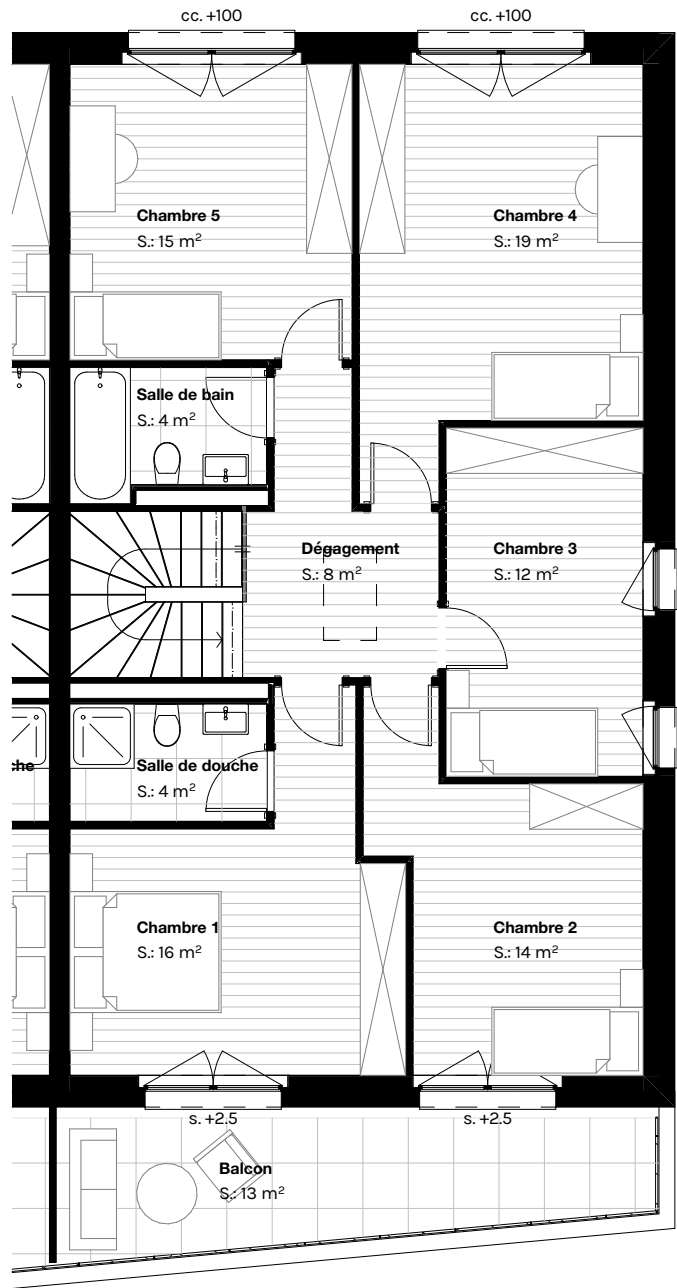 cc. +100
cc. +100
Chambre 5
S.: 15 m²
Chambre 4
S.: 19 m²
Salle de bain
S.: 4 m²
Dégagement
S.: 8 m²
Chambre 3
S.: 12 m²
che
Salle de douche
S.: 4 m²
Chambre 1
S.: 16 m²
Chambre 2
S.: 14 m²
s. +2.5
s. +2.5
Balcon
S.: 13 m²